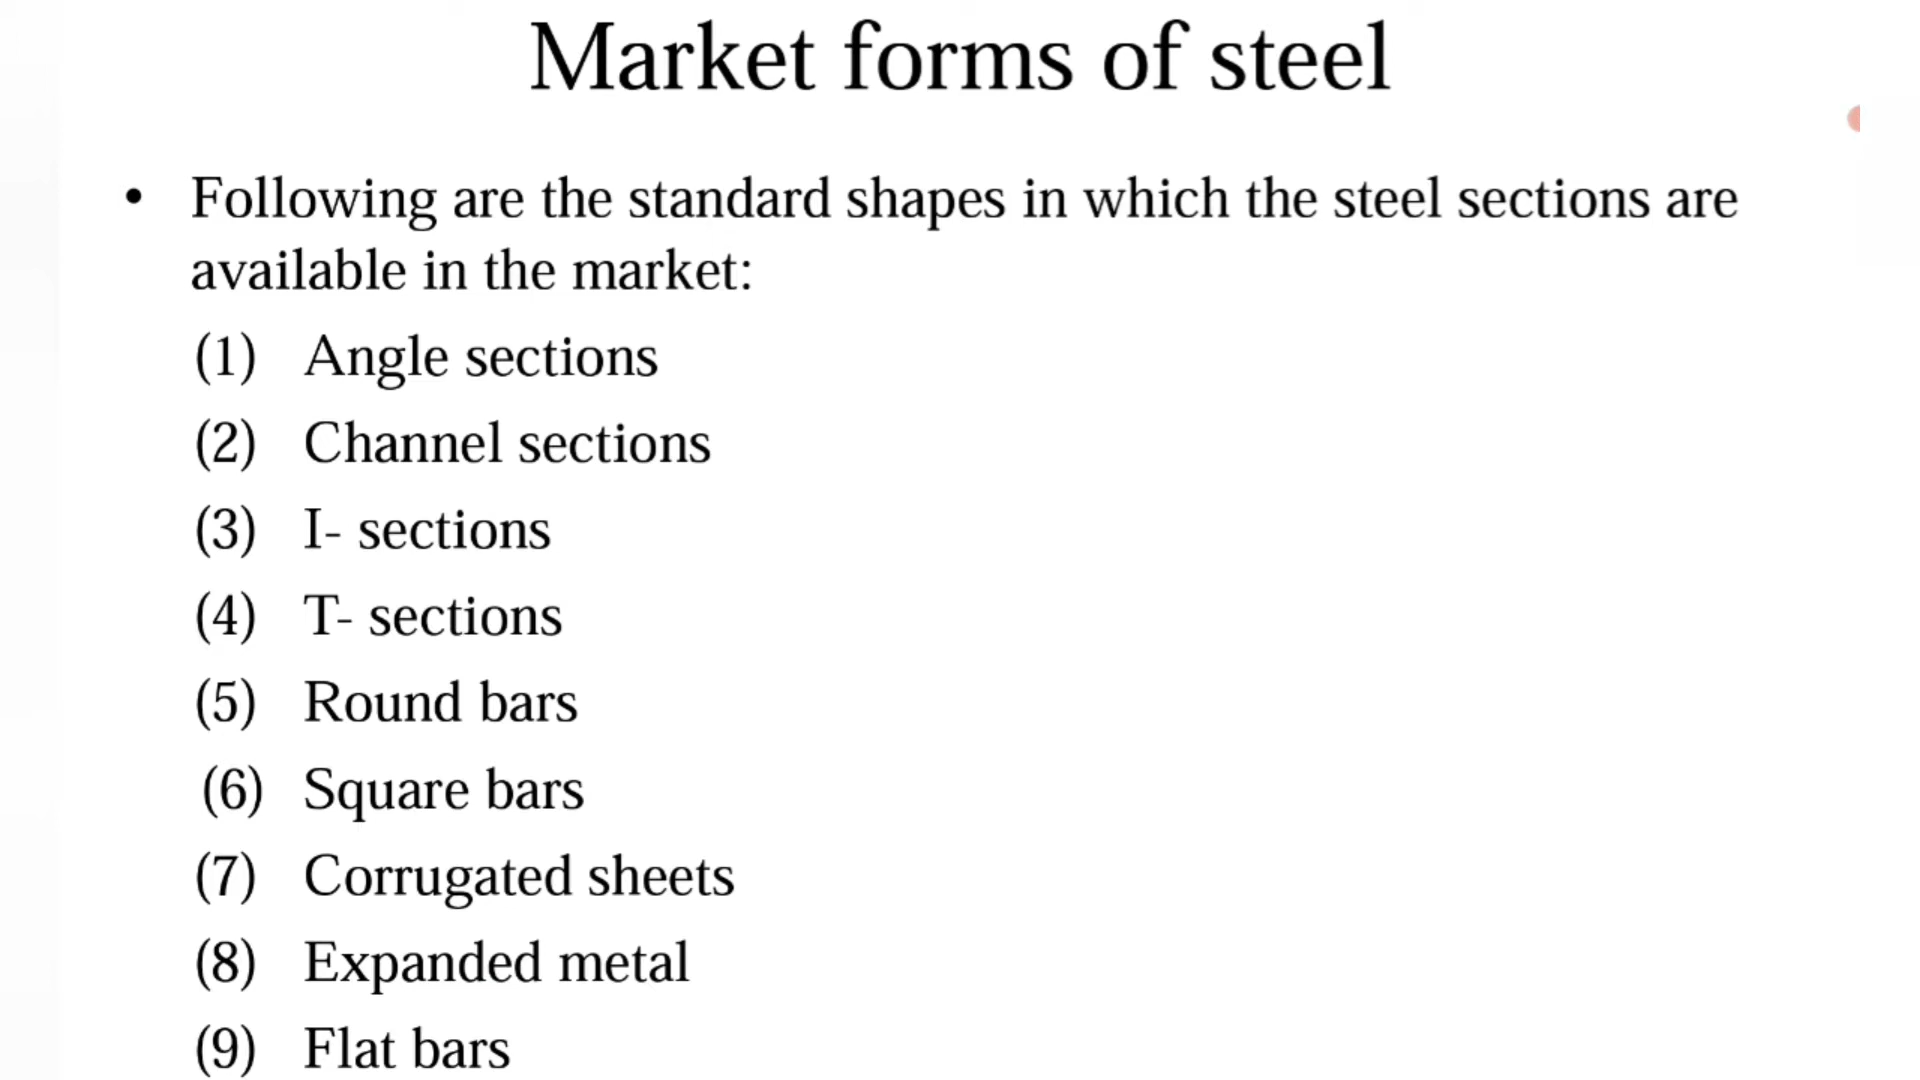 Market forms of steel
• Following are the standard shapes in which the steel sections are
available in the market:
(1) Angle sections
(2) Channel sections
(3) I- sections
(4) T- sections
(5) Round bars
(6) Square bars
(7) Corrugated sheets
(8) Expanded metal
(9) Flat bars